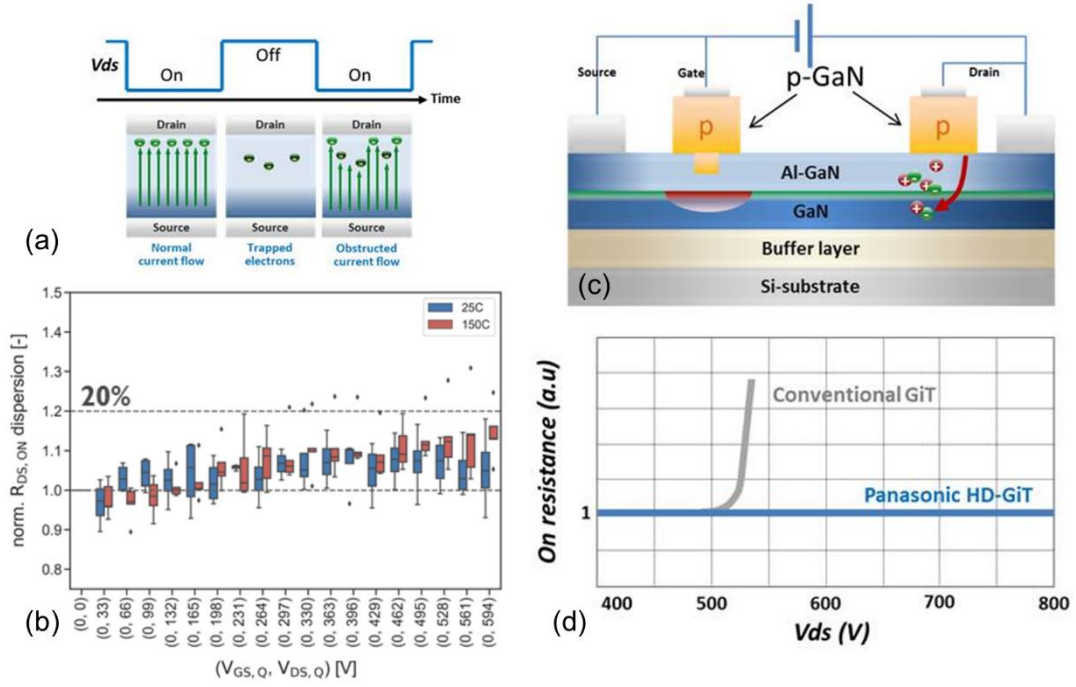 Vds
On
Off
On
Time
Drain
Drain
Drain
Source
Source
Source
Normal
current flow
Trapped
electrons
Obstructed
current flow
(a)
Source
Gate
p-GaN
Drain
p
p
Al-GaN
GaN
Buffer layer
Si-substrate
(c)
norm. R_DS, ON dispersion [-]
1.5
1.4
1.3
1.2
1.1
1.0
0.9
0.8
20%
25C
150C
(0, 0)
(0, 33)
(0, 66)
(0, 99)
(0, 132)
(0, 165)
(0, 198)
(0, 231)
(0, 264)
(0, 297)
(0, 330)
(0, 363)
(0, 396)
(0, 429)
(0, 462)
(0, 495)
(0, 528)
(0, 561)
(0, 594)
(V_GS, Q, V_DS, Q) [V]
(b)
On resistance (a.u)
1
Conventional GiT
Panasonic HD-GiT
400
500
600
700
800
Vds (V)
(d)